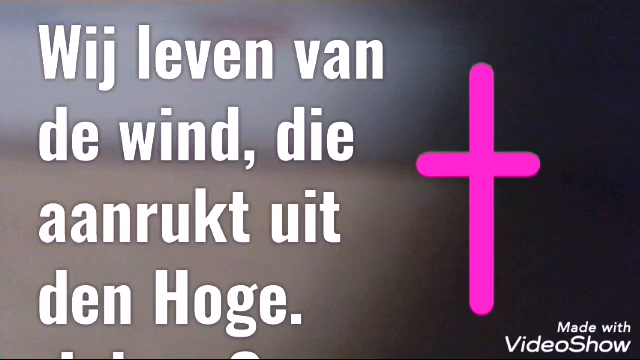 Wij leven van
de wind, die
aanrukt uit
den Hoge.
Made with
VideoShow